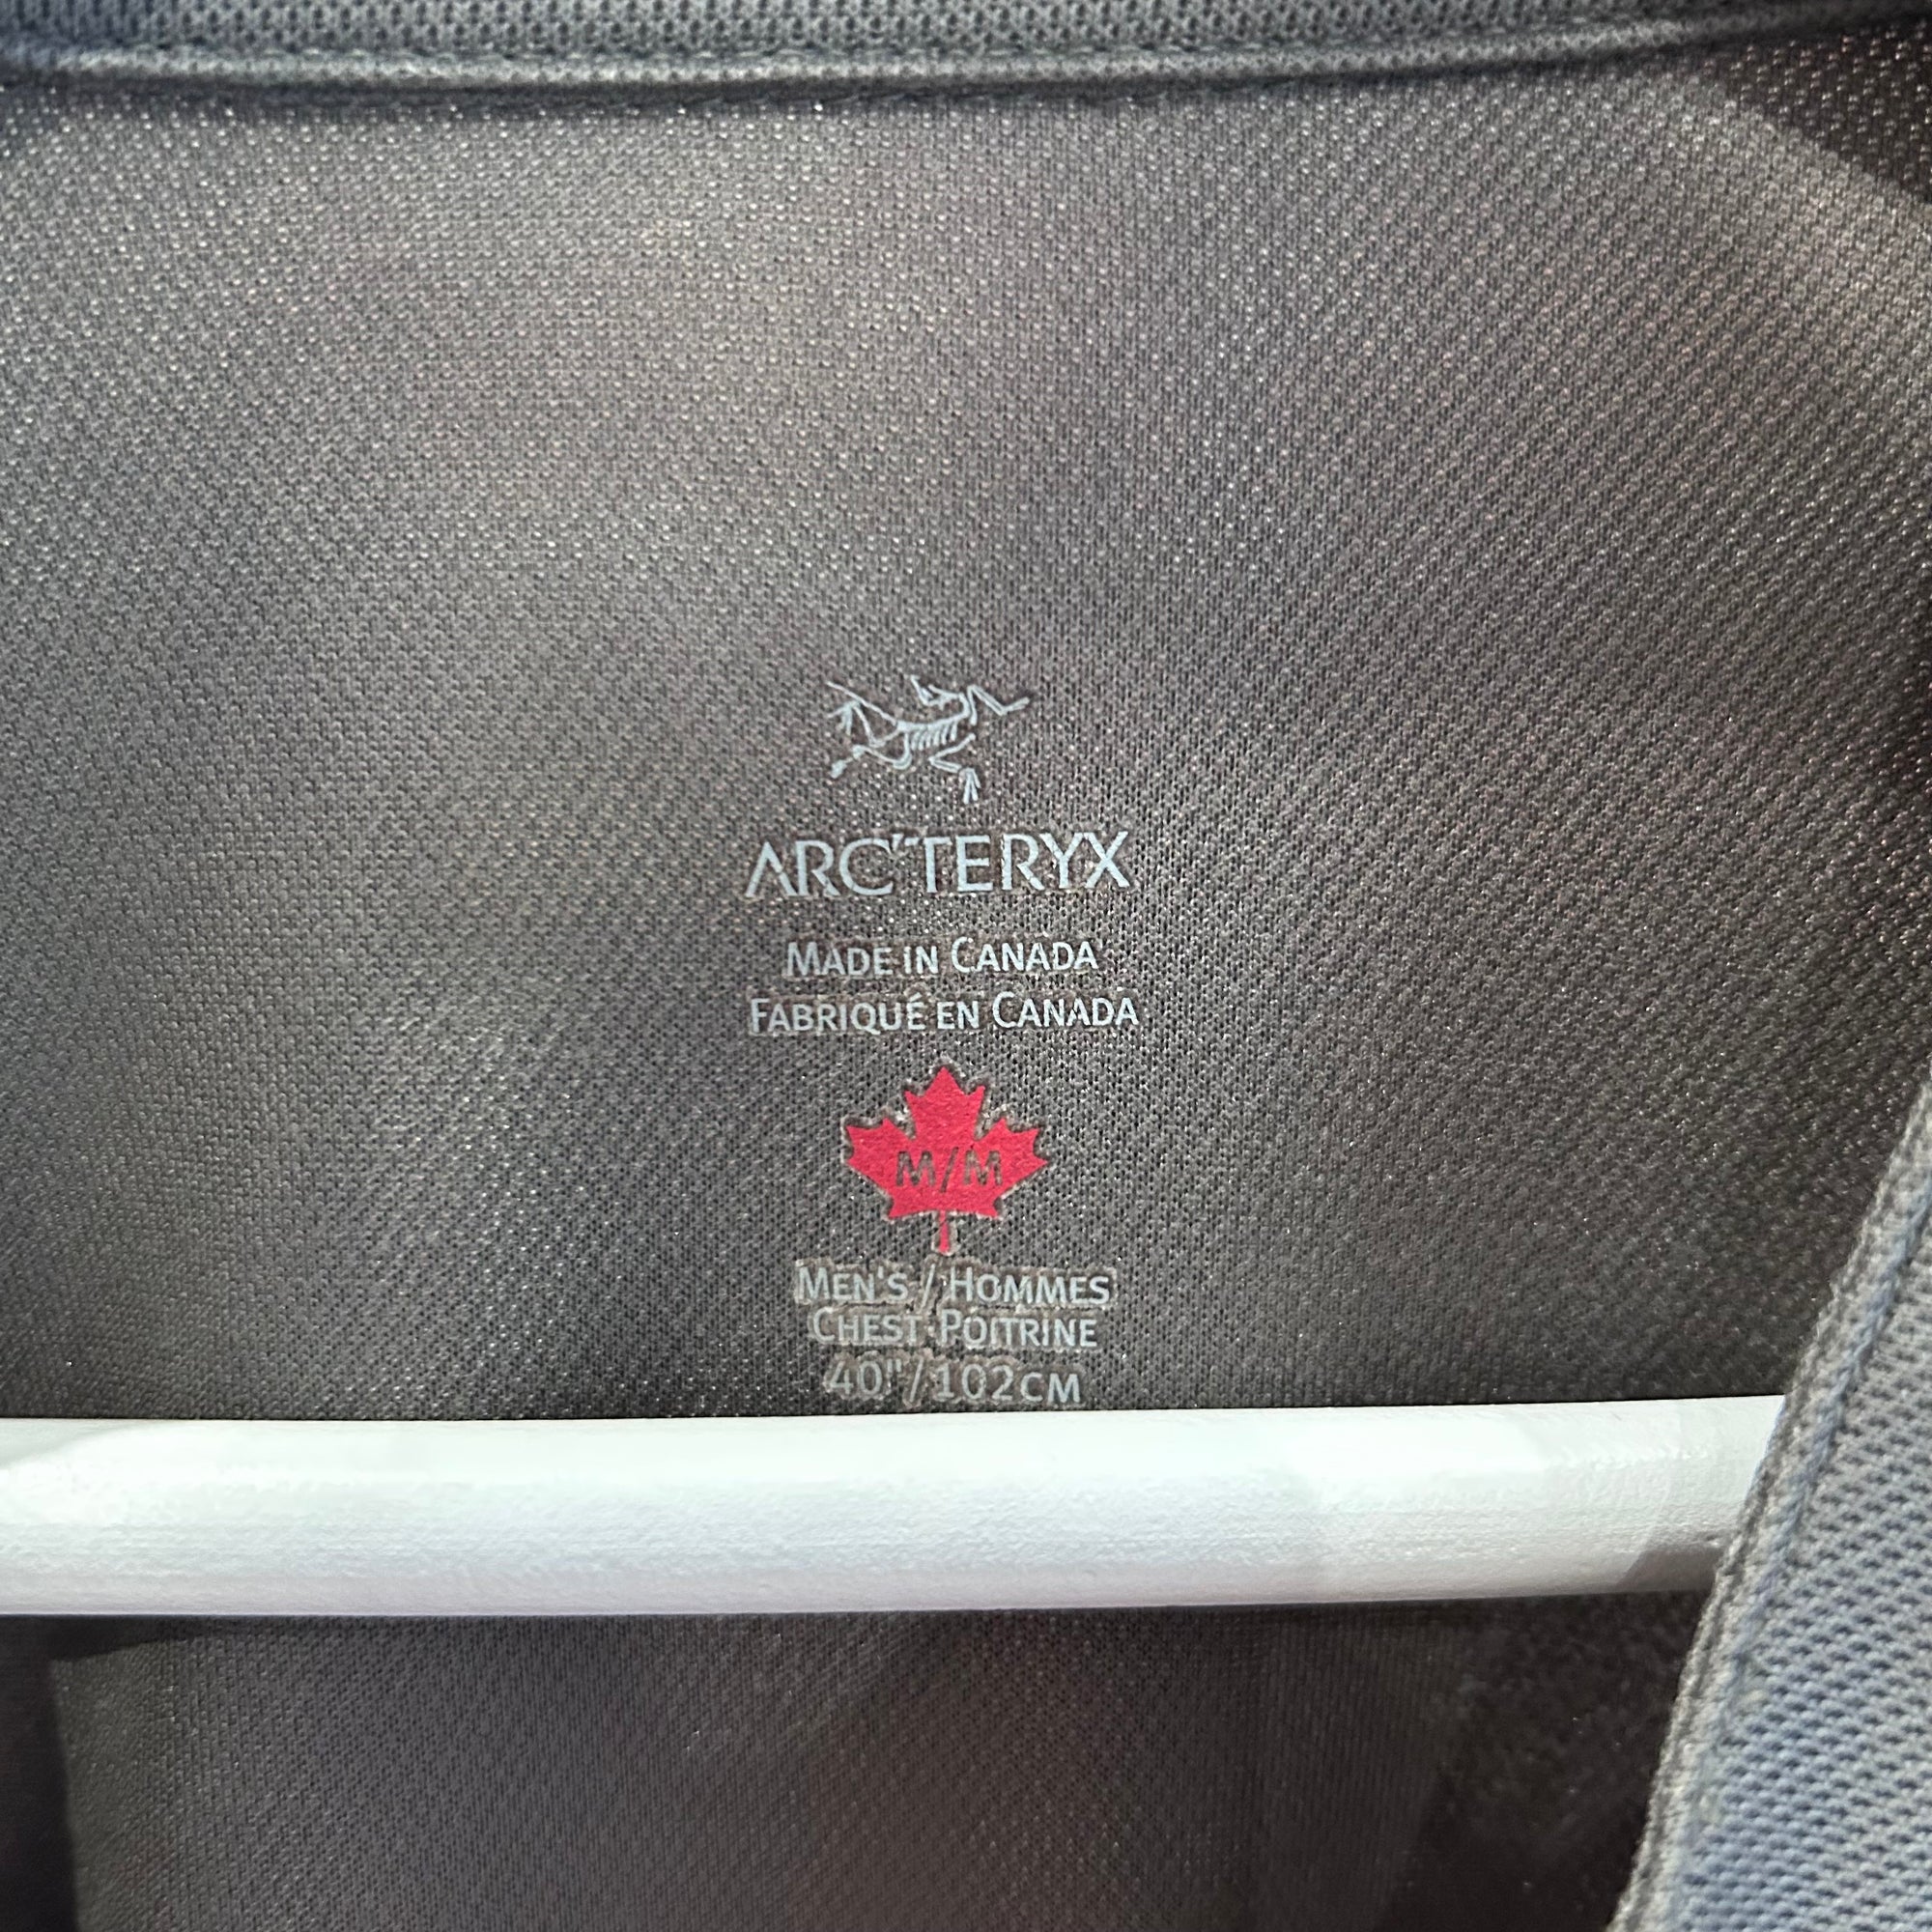 ARC'TERYX
MADE IN CANADA
FABRIQUÉ EN CANADA
M/M
MEN'S / HOMMES
CHEST·POITRINE
40"/102CM